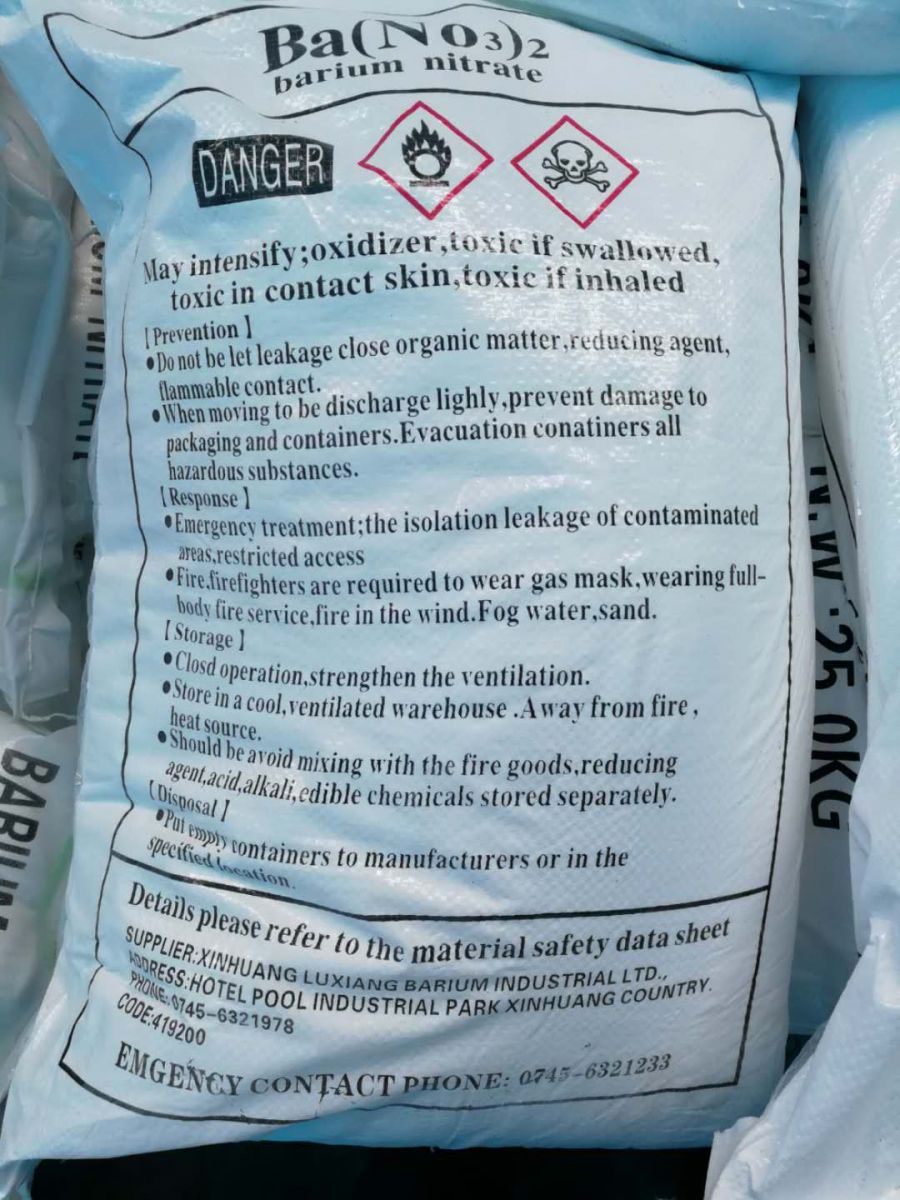 Ba(NO3)2
barium nitrate
DANGER
May intensify;oxidizer,toxic if swallowed,
toxic in contact skin,toxic if inhaled
【Prevention】
•Do not be let leakage close organic matter,reducing agent,
flammable contact.
•When moving to be discharge lighly,prevent damage to
packaging and containers.Evacuation conatiners all
hazardous substances.
【Response】
•Emergency treatment;the isolation leakage of contaminated
areas,restricted access
•Fire,firefighters are required to wear gas mask,wearing full-
body fire service,fire in the wind.Fog water,sand.
【Storage】
•Closd operation,strengthen the ventilation.
•Store in a cool,ventilated warehouse .Away from fire,
heat source.
•Should be avoid mixing with the fire goods,reducing
agent,acid,alkali,edible chemicals stored separately.
【Disposal】
•Put empty containers to manufacturers or in the
specified location.
Details please refer to the material safety data sheet
SUPPLIER:XINHUANG LUXIANG BARIUM INDUSTRIAL LTD.,
ADDRESS:HOTEL POOL INDUSTRIAL PARK XINHUANG COUNTRY.
PHONE:0745-6321978
CODE:419200
EMGENCY CONTACT PHONE: 0745-6321233
N.W:25.0KG
BARIUM